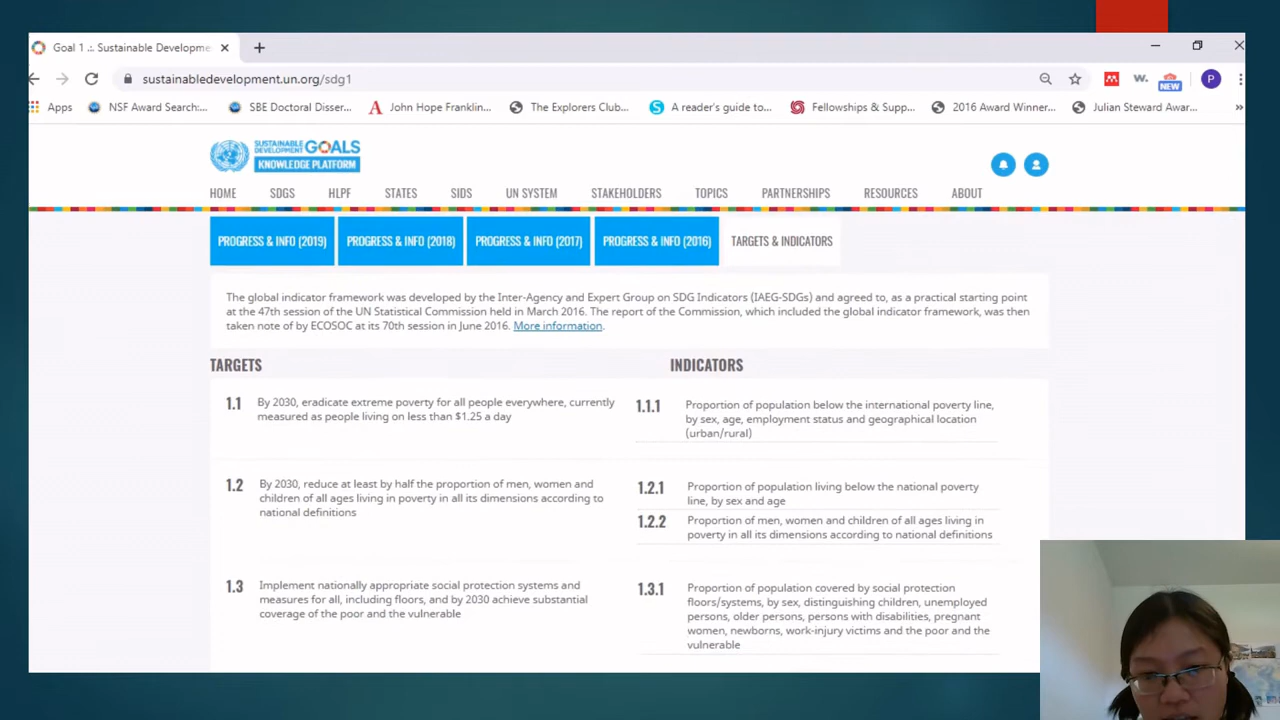 Goal 1 .:. Sustainable Developme
sustainabledevelopment.un.org/sdg1
P
NEW
Apps
NSF Award Search:...
SBE Doctoral Disser...
John Hope Franklin...
The Explorers Club...
A reader's guide to...
Fellowships & Supp...
2016 Award Winner...
Julian Steward Awar...
SUSTAINABLE DEVELOPMENT GOALS
KNOWLEDGE PLATFORM
HOME SDGS HLPF STATES SIDS UN SYSTEM STAKEHOLDERS TOPICS PARTNERSHIPS RESOURCES ABOUT
PROGRESS & INFO (2019) PROGRESS & INFO (2018) PROGRESS & INFO (2017) PROGRESS & INFO (2016) TARGETS & INDICATORS
The global indicator framework was developed by the Inter-Agency and Expert Group on SDG Indicators (IAEG-SDGs) and agreed to, as a practical starting point
at the 47th session of the UN Statistical Commission held in March 2016. The report of the Commission, which included the global indicator framework, was then
taken note of by ECOSOC at its 70th session in June 2016. More information.
TARGETS
INDICATORS
1.1 By 2030, eradicate extreme poverty for all people everywhere, currently
measured as people living on less than $1.25 a day
1.1.1 Proportion of population below the international poverty line,
by sex, age, employment status and geographical location
(urban/rural)
1.2 By 2030, reduce at least by half the proportion of men, women and
children of all ages living in poverty in all its dimensions according to
national definitions
1.2.1 Proportion of population living below the national poverty
line, by sex and age
1.2.2 Proportion of men, women and children of all ages living in
poverty in all its dimensions according to national definitions
1.3 Implement nationally appropriate social protection systems and
measures for all, including floors, and by 2030 achieve substantial
coverage of the poor and the vulnerable
1.3.1 Proportion of population covered by social protection
floors/systems, by sex, distinguishing children, unemployed
persons, older persons, persons with disabilities, pregnant
women, newborns, work-injury victims and the poor and the
vulnerable